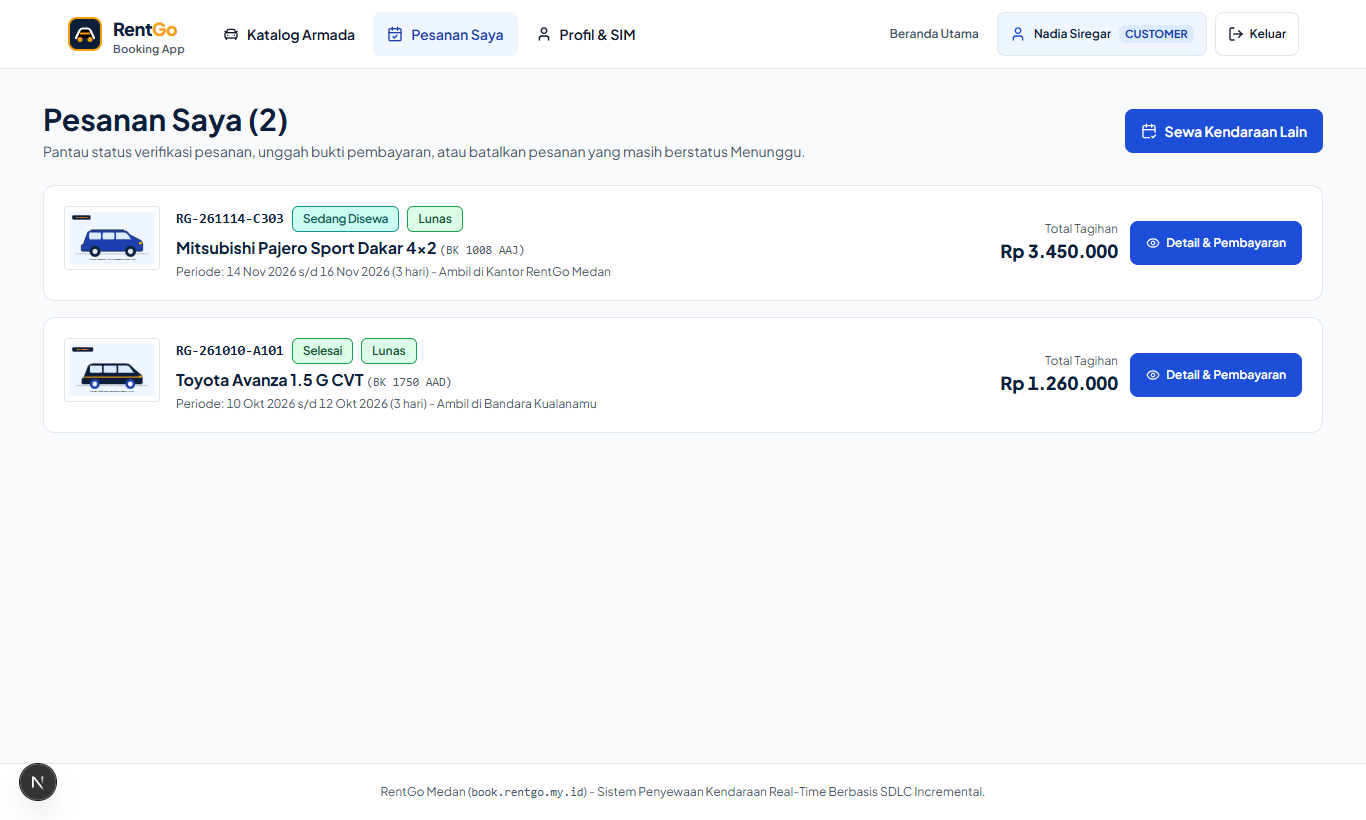 RentGo
Booking App
Katalog Armada
Pesanan Saya
Profil & SIM
Beranda Utama
Nadia Siregar
CUSTOMER
Keluar
Pesanan Saya (2)
Pantau status verifikasi pesanan, unggah bukti pembayaran, atau batalkan pesanan yang masih berstatus Menunggu.
Sewa Kendaraan Lain
RG-261114-C303 Sedang Disewa Lunas
Mitsubishi Pajero Sport Dakar 4x2 (BK 1008 AAJ)
Periode: 14 Nov 2026 s/d 16 Nov 2026 (3 hari) - Ambil di Kantor RentGo Medan
Total Tagihan
Rp 3.450.000
Detail & Pembayaran
RG-261010-A101 Selesai Lunas
Toyota Avanza 1.5 G CVT (BK 1750 AAD)
Periode: 10 Okt 2026 s/d 12 Okt 2026 (3 hari) - Ambil di Bandara Kualanamu
Total Tagihan
Rp 1.260.000
Detail & Pembayaran
N
RentGo Medan (book.rentgo.my.id) - Sistem Penyewaan Kendaraan Real-Time Berbasis SDLC Incremental.